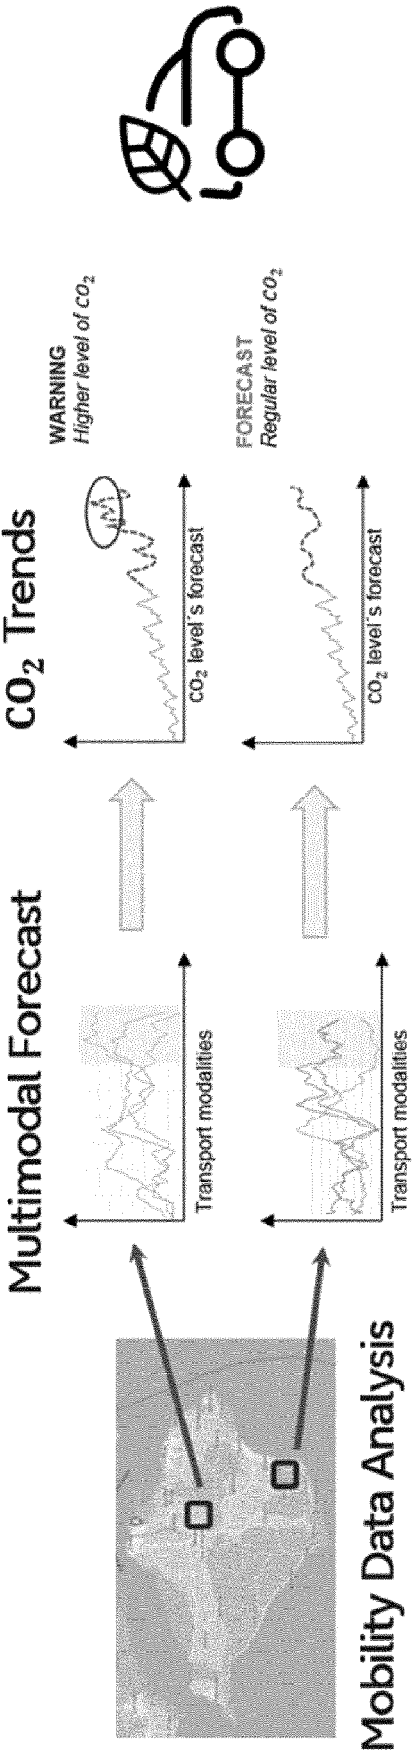 Mobility Data Analysis
Multimodal Forecast
Transport modalities
Transport modalities
CO₂ Trends
CO₂ level´s forecast
WARNING
Higher level of CO₂
CO₂ level´s forecast
FORECAST
Regular level of CO₂